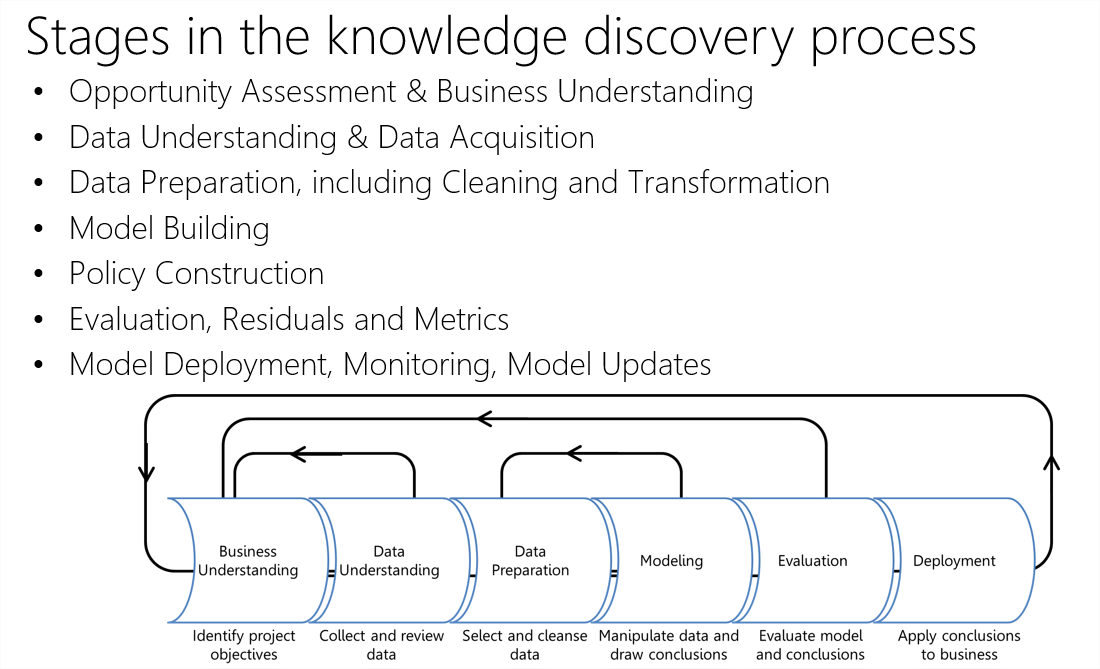 Stages in the knowledge discovery process
• Opportunity Assessment & Business Understanding
• Data Understanding & Data Acquisition
• Data Preparation, including Cleaning and Transformation
• Model Building
• Policy Construction
• Evaluation, Residuals and Metrics
• Model Deployment, Monitoring, Model Updates
Business
Understanding
Data
Understanding
Data
Preparation
Modeling
Evaluation
Deployment
Identify project
objectives
Collect and review
data
Select and cleanse
data
Manipulate data and
draw conclusions
Evaluate model
and conclusions
Apply conclusions
to business